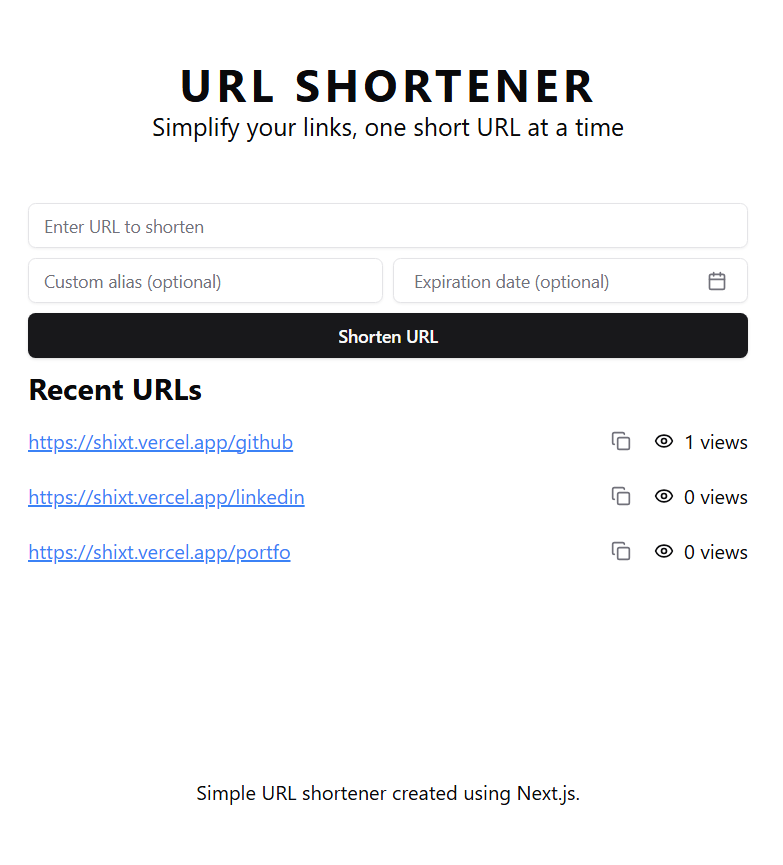 URL SHORTENER
Simplify your links, one short URL at a time
Enter URL to shorten
Custom alias (optional) Expiration date (optional)
Shorten URL
Recent URLs
https://shixt.vercel.app/github 1 views
https://shixt.vercel.app/linkedin 0 views
https://shixt.vercel.app/portfo 0 views
Simple URL shortener created using Next.js.